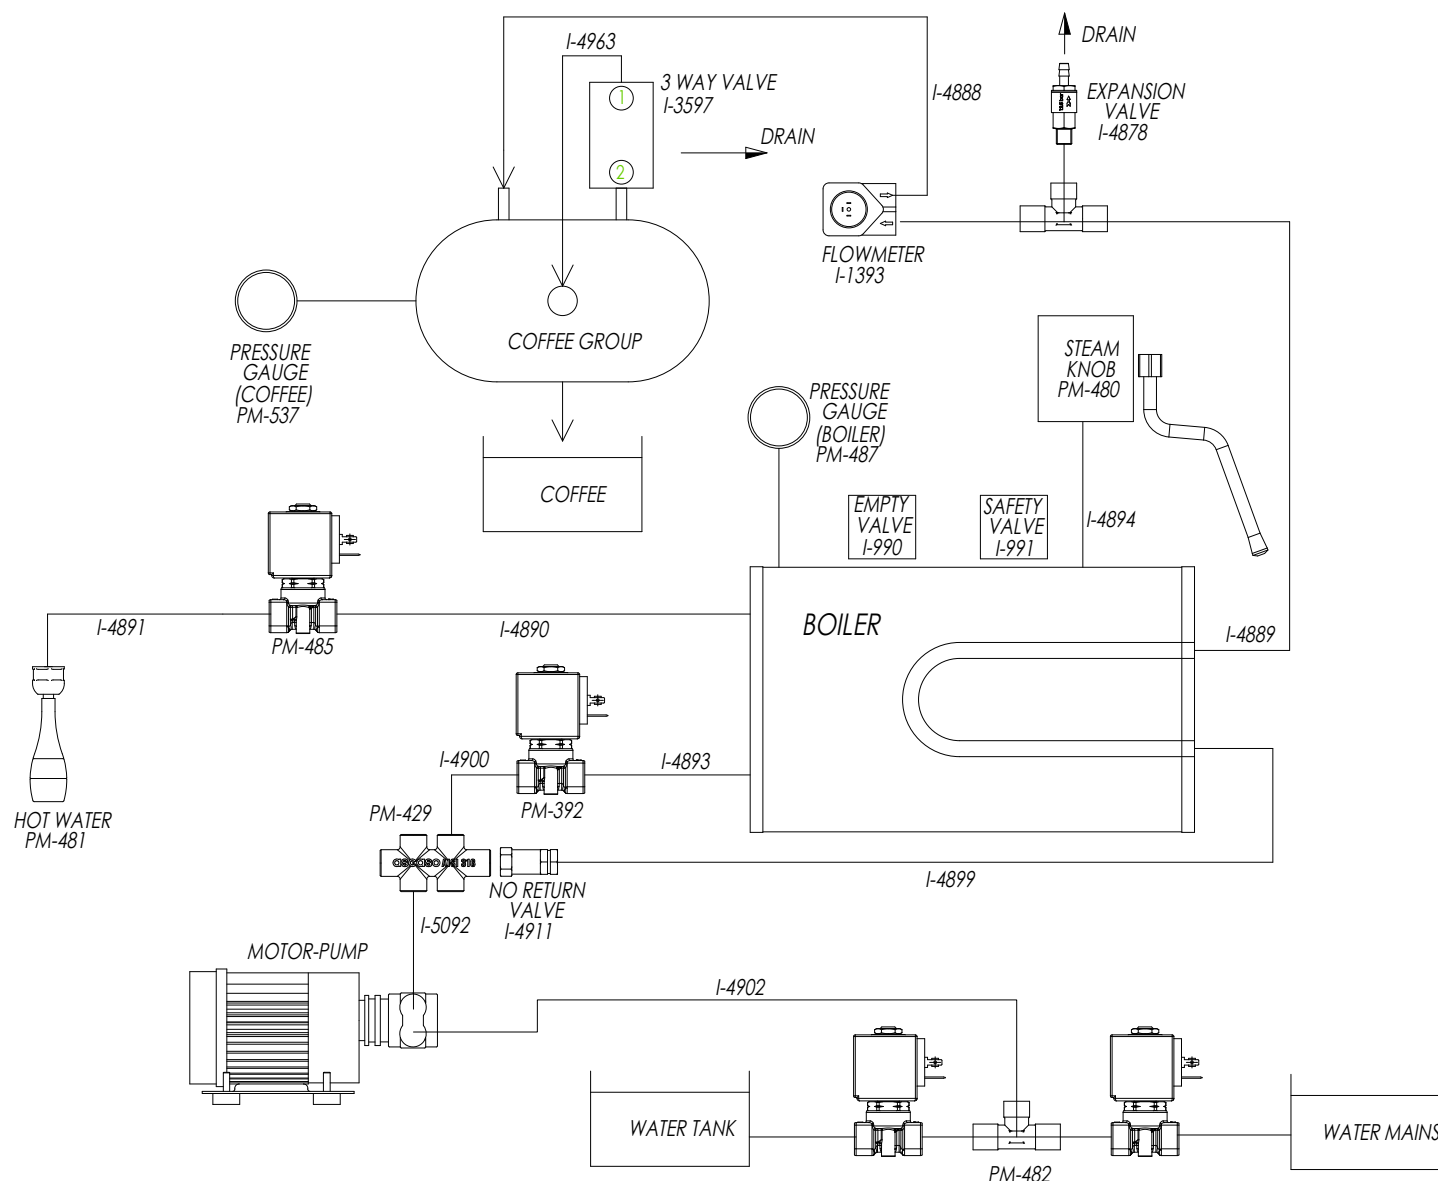 I-4963
3 WAY VALVE
I-3597
1
2
DRAIN
I-4888
DRAIN
EXPANSION
VALVE
I-4878
FLOWMETER
I-1393
PRESSURE
GAUGE
(COFFEE)
PM-537
COFFEE GROUP
COFFEE
PRESSURE
GAUGE
(BOILER)
PM-487
STEAM
KNOB
PM-480
EMPTY
VALVE
I-990
SAFETY
VALVE
I-991
I-4894
I-4891
PM-485
I-4890
BOILER
I-4889
HOT WATER
PM-481
I-4900
PM-392
I-4893
PM-429
NO RETURN
VALVE
I-4911
I-4899
I-5092
MOTOR-PUMP
I-4902
WATER TANK
PM-482
WATER MAINS